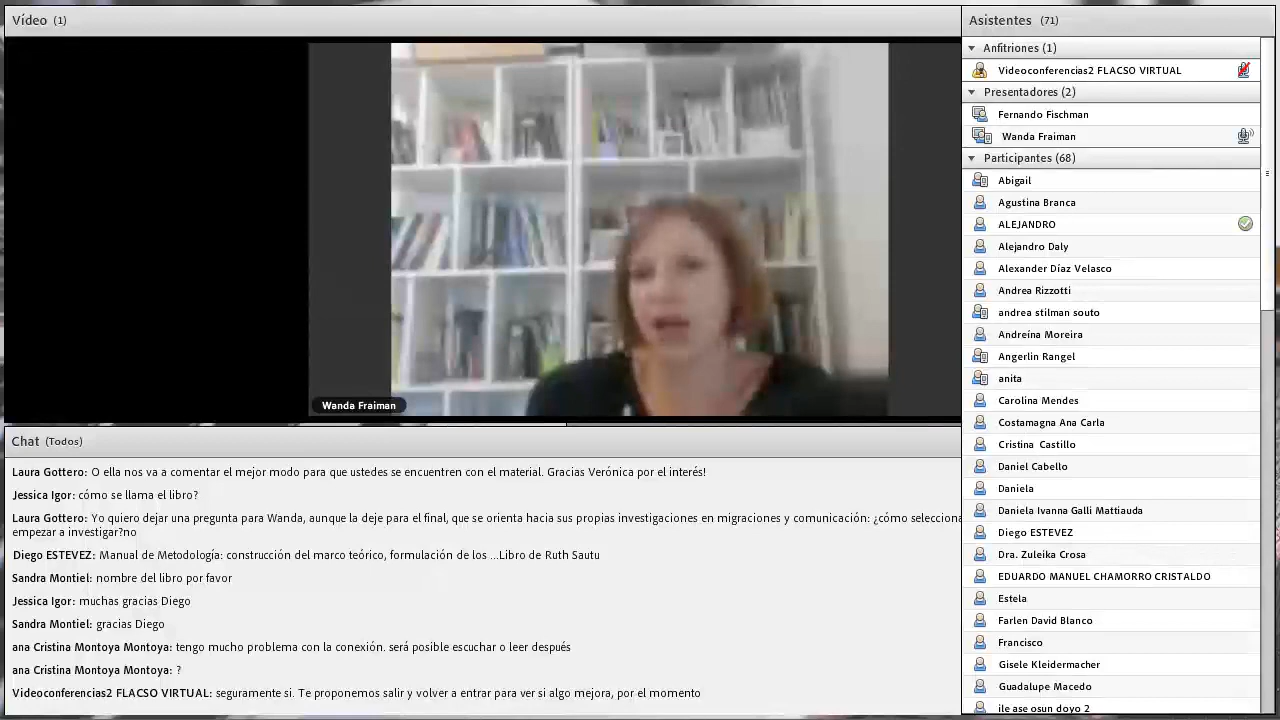 Vídeo (1)
Wanda Fraiman
Chat (Todos)
Laura Gottero: O ella nos va a comentar el mejor modo para que ustedes se encuentren con el material. Gracias Verónica por el interés
Jessica Igor: cómo se llama el libro?
Laura Gottero: Yo quiero dejar una pregunta para Wanda, aunque la deje para el final, que se orienta hacia sus propias investigaciones en migraciones y comunicación: ¿cómo selecciona
empezar a investigar?no
Diego ESTEVEZ: Manual de Metodología: construcción del marco teórico, formulación de los ...Libro de Ruth Sautu
Sandra Montiel: nombre del libro por favor
Jessica Igor: muchas gracias Diego
Sandra Montiel: gracias Diego
ana Cristina Montoya Montoya: tengo mucho problema con la conexión. será posible escuchar o leer después
ana Cristina Montoya Montoya: ?
Videoconferencias2 FLACSO VIRTUAL: seguramente si. Te proponemos salir y volver a entrar para ver si algo mejora, por el momento
Asistentes (71)
Anfitriones (1)
Videoconferencias2 FLACSO VIRTUAL
Presentadores (2)
Fernando Fischman
Wanda Fraiman
Participantes (68)
Abigail
Agustina Branca
ALEJANDRO
Alejandro Daly
Alexander Díaz Velasco
Andrea Rizzotti
andrea stilman souto
Andreína Moreira
Angerlin Rangel
anita
Carolina Mendes
Costamagna Ana Carla
Cristina Castillo
Daniel Cabello
Daniela
Daniela Ivanna Galli Mattiauda
Diego ESTEVEZ
Dra. Zuleika Crosa
EDUARDO MANUEL CHAMORRO CRISTALDO
Estela
Farlen David Blanco
Francisco
Gisele Kleidermacher
Guadalupe Macedo
ile ase osun doyo 2